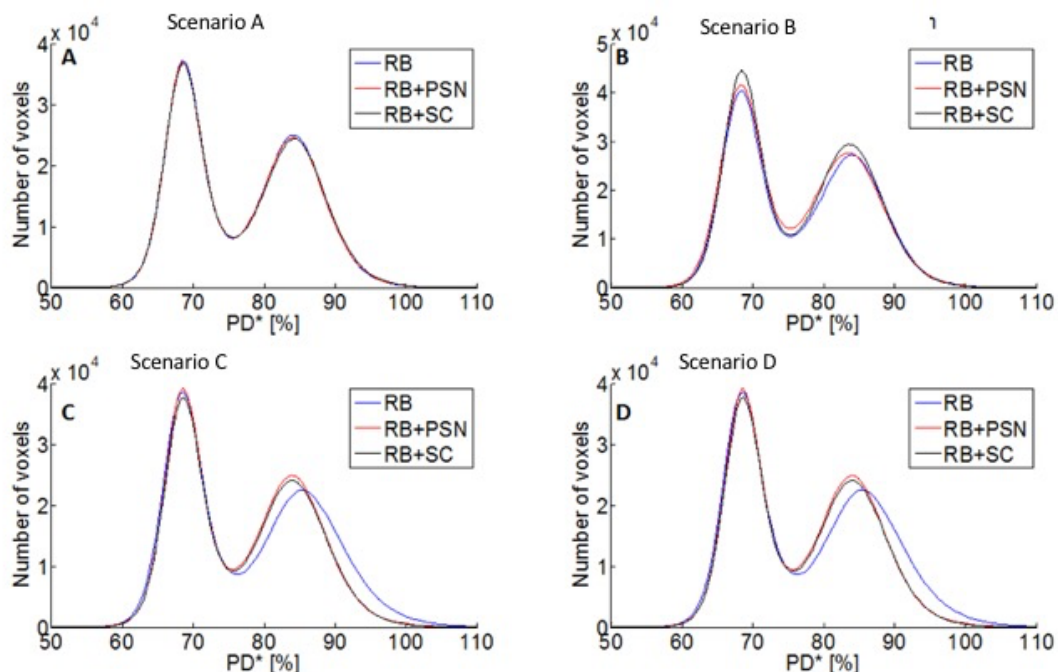 Scenario A
x 10^4
A
RB
RB+PSN
RB+SC
Number of voxels
4
3
2
1
0
50 60 70 80 90 100 110
PD* [%]
Scenario B
x 10^4
B
RB
RB+PSN
RB+SC
Number of voxels
5
4
3
2
1
0
50 60 70 80 90 100 110
PD* [%]
Scenario C
x 10^4
C
RB
RB+PSN
RB+SC
Number of voxels
4
3
2
1
0
50 60 70 80 90 100 110
PD* [%]
Scenario D
x 10^4
D
RB
RB+PSN
RB+SC
Number of voxels
4
3
2
1
0
50 60 70 80 90 100 110
PD* [%]